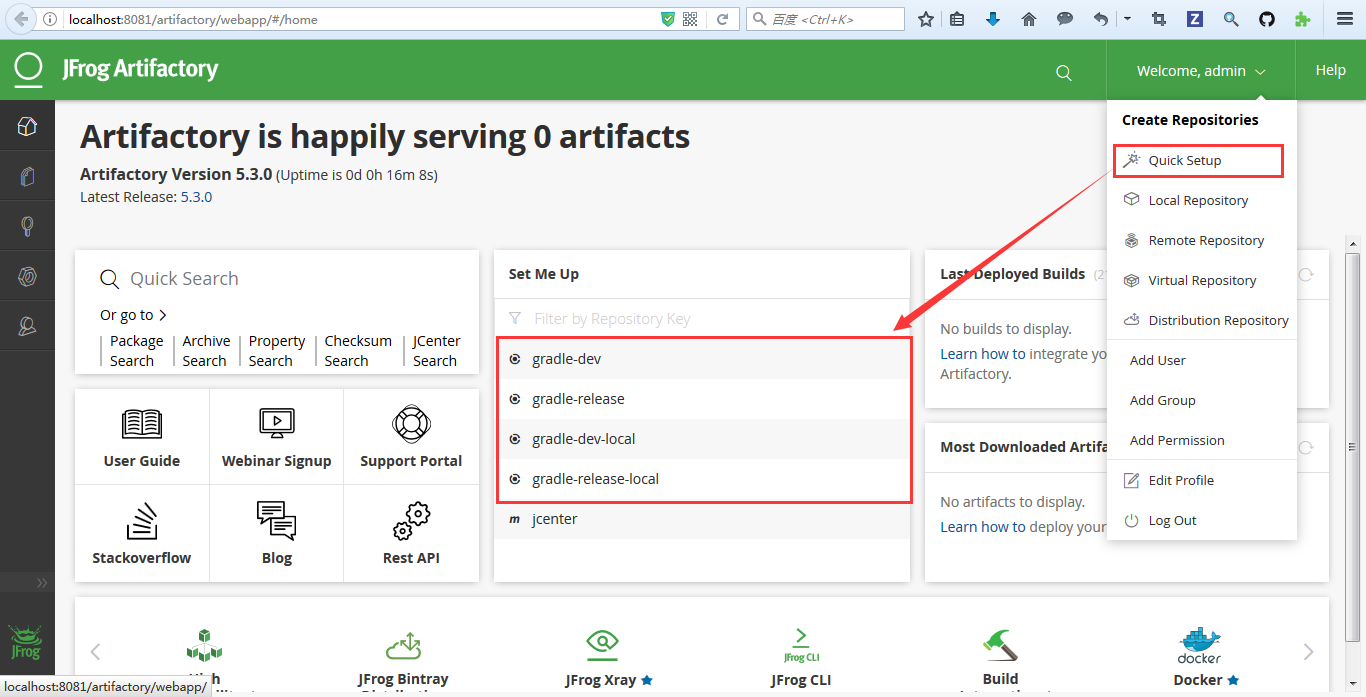 localhost:8081/artifactory/webapp/#/home
百度 <Ctrl+K>
Z
JFrog Artifactory
Welcome, admin
Help
Artifactory is happily serving 0 artifacts
Artifactory Version 5.3.0 (Uptime is 0d 0h 16m 8s)
Latest Release: 5.3.0
Create Repositories
Quick Setup
Local Repository
Remote Repository
Virtual Repository
Distribution Repository
Add User
Add Group
Add Permission
Edit Profile
Log Out
Quick Search
Or go to
Package Search
Archive Search
Property Search
Checksum Search
JCenter Search
User Guide
Webinar Signup
Support Portal
Stackoverflow
Blog
Rest API
Set Me Up
Filter by Repository Key
gradle-dev
gradle-release
gradle-dev-local
gradle-release-local
m jcenter
Last Deployed Builds
No builds to display.
Learn how to integrate yo
Artifactory.
Most Downloaded Artifa
No artifacts to display.
Learn how to deploy your
JFrog
High
JFrog Bintray
JFrog Xray
JFrog CLI
JFrog CLI
Build
docker
Docker
localhost:8081/artifactory/webapp/